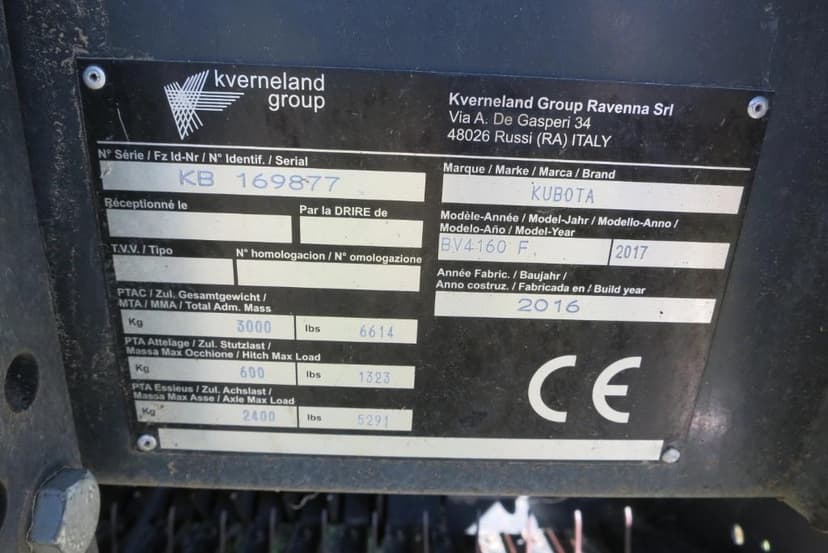 kverneland
group
Kverneland Group Ravenna Srl
Via A. De Gasperi 34
48026 Russi (RA) ITALY
N° Série / Fz Id-Nr / N° Identif. / Serial
KB 169877
Marque / Marke / Marca / Brand
KUBOTA
Réceptionné le
Par la DRIRE de
Modèle-Année / Model-Jahr / Modello-Anno /
Modelo-Año / Model-Year
BV4160 F 2017
T.V.V. / Tipo
N° homologacion / N° omologazione
Année Fabric. / Baujahr /
Anno costruz. / Fabricada en / Build year
2016
PTAC / Zul. Gesamtgewicht /
MTA / MMA / Total Adm. Mass
Kg 3000 lbs 6614
PTA Attelage / Zul. Stutzlast /
Massa Max Occhione / Hitch Max Load
Kg 600 lbs 1323
PTA Essieus / Zul. Achslast /
Massa Max Asse / Axle Max Load
Kg 2400 lbs 5291
CE